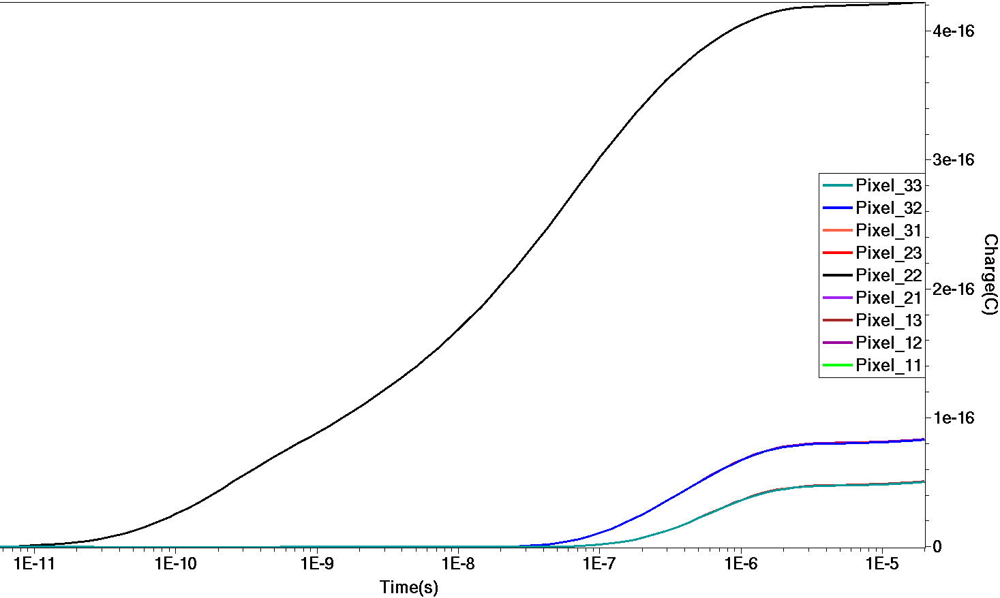 4e-16
3e-16
Pixel_33
Pixel_32
Pixel_31
Pixel_23
Pixel_22
Pixel_21
Pixel_13
Pixel_12
Pixel_11
Charge(C)
2e-16
1e-16
0
1E-11 1E-10 1E-9 1E-8 1E-7 1E-6 1E-5
Time(s)